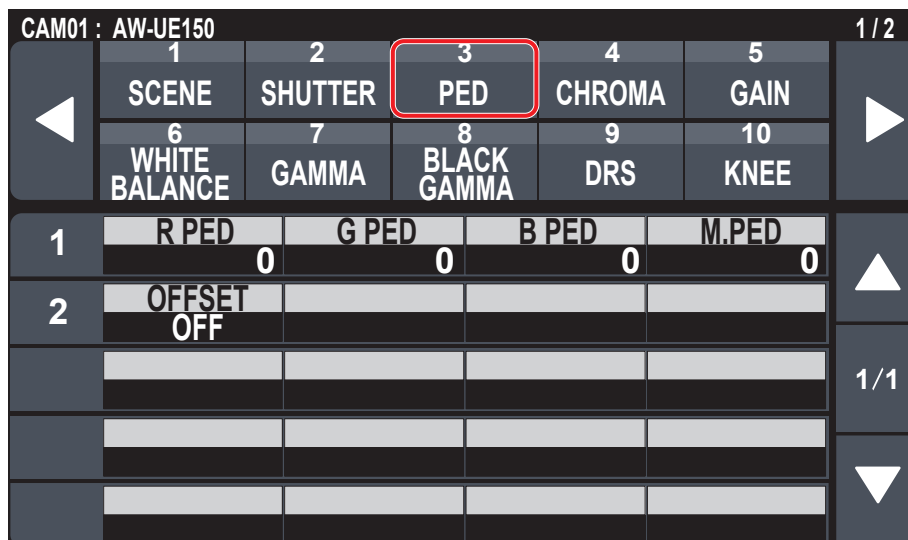 CAM01 : AW-UE150 1 / 2
1 2 3 4 5
SCENE SHUTTER PED CHROMA GAIN
6 7 8 9 10
WHITE BALANCE GAMMA BLACK GAMMA DRS KNEE
1 R PED G PED B PED M.PED
0 0 0 0
2 OFFSET
OFF
1/1